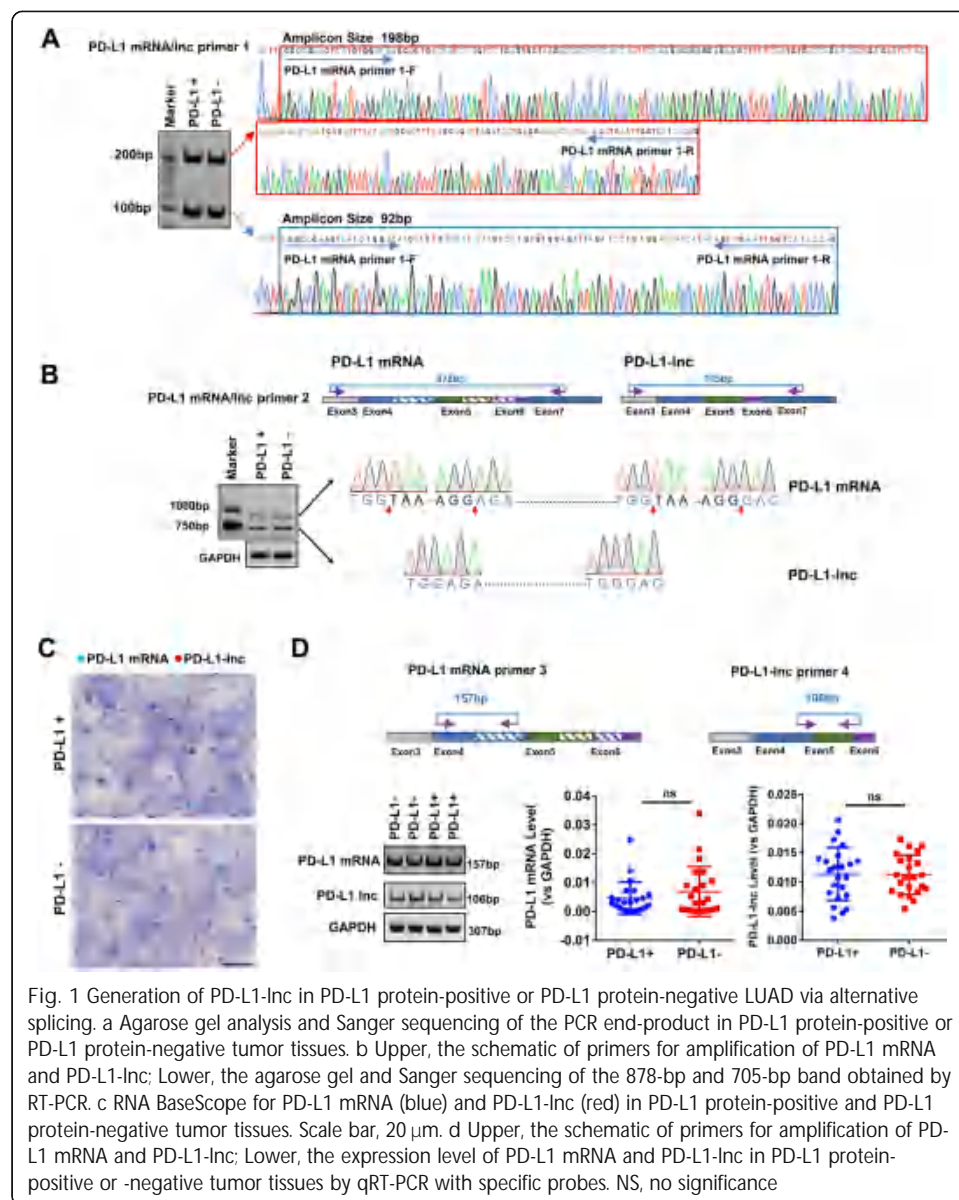 A
PD-L1 mRNA/lnc primer 1
Marker
PD-L1 +
PD-L1 -
200bp
100bp
Amplicon Size 198bp
PD-L1 mRNA primer 1-F
PD-L1 mRNA primer 1-R
Amplicon Size 92bp
PD-L1 mRNA primer 1-F
PD-L1 mRNA primer 1-R
B
PD-L1 mRNA/lnc primer 2
PD-L1 mRNA
PD-L1-lnc
878bp
705bp
Exon3 Exon4 Exon5 Exon6 Exon7
Exon3 Exon4 Exon5 Exon6 Exon7
Marker
PD-L1 +
PD-L1 -
1000bp
750bp
GAPDH
TGGTAA-AGGAGA
TGGTAA-AGGGAG
PD-L1 mRNA
TGGAGA
TGGGAG
PD-L1-lnc
C
PD-L1 mRNA PD-L1-lnc
PD-L1 +
PD-L1 -
D
PD-L1 mRNA primer 3
157bp
Exon3 Exon4 Exon5 Exon6
PD-L1-lnc primer 4
106bp
Exon3 Exon4 Exon5 Exon6
PD-L1- PD-L1- PD-L1+ PD-L1+
PD-L1 mRNA 157bp
PD-L1 lnc 106bp
GAPDH 307bp
PD-L1 mRNA Level
(vs GAPDH)
0.04
0.03
0.02
0.01
0.00
-0.01
ns
PD-L1+ PD-L1-
PD-L1-lnc Level (vs GAPDH)
0.025
0.020
0.015
0.010
0.005
0.000
ns
PD-L1+ PD-L1-
Fig. 1 Generation of PD-L1-lnc in PD-L1 protein-positive or PD-L1 protein-negative LUAD via alternative
splicing. a Agarose gel analysis and Sanger sequencing of the PCR end-product in PD-L1 protein-positive or
PD-L1 protein-negative tumor tissues. b Upper, the schematic of primers for amplification of PD-L1 mRNA
and PD-L1-lnc; Lower, the agarose gel and Sanger sequencing of the 878-bp and 705-bp band obtained by
RT-PCR. c RNA BaseScope for PD-L1 mRNA (blue) and PD-L1-lnc (red) in PD-L1 protein-positive and PD-L1
protein-negative tumor tissues. Scale bar, 20 μm. d Upper, the schematic of primers for amplification of PD-
L1 mRNA and PD-L1-lnc; Lower, the expression level of PD-L1 mRNA and PD-L1-lnc in PD-L1 protein-
positive or -negative tumor tissues by qRT-PCR with specific probes. NS, no significance